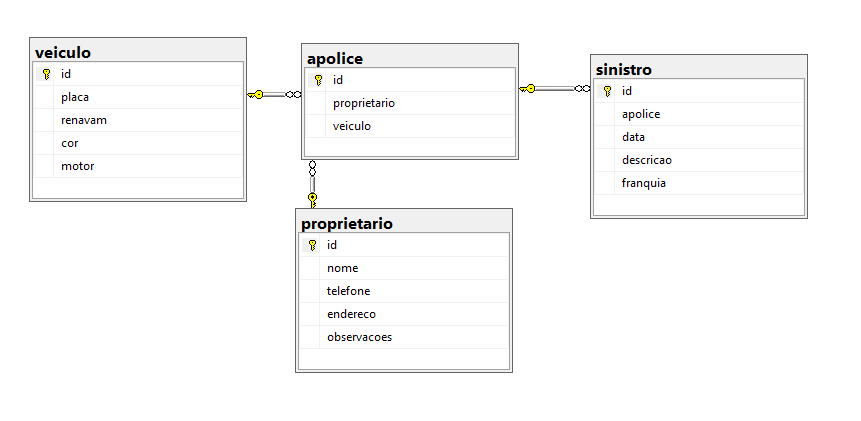 veiculo
id
placa
renavam
cor
motor
apolice
id
proprietario
veiculo
sinistro
id
apolice
data
descricao
franquia
proprietario
id
nome
telefone
endereco
observacoes